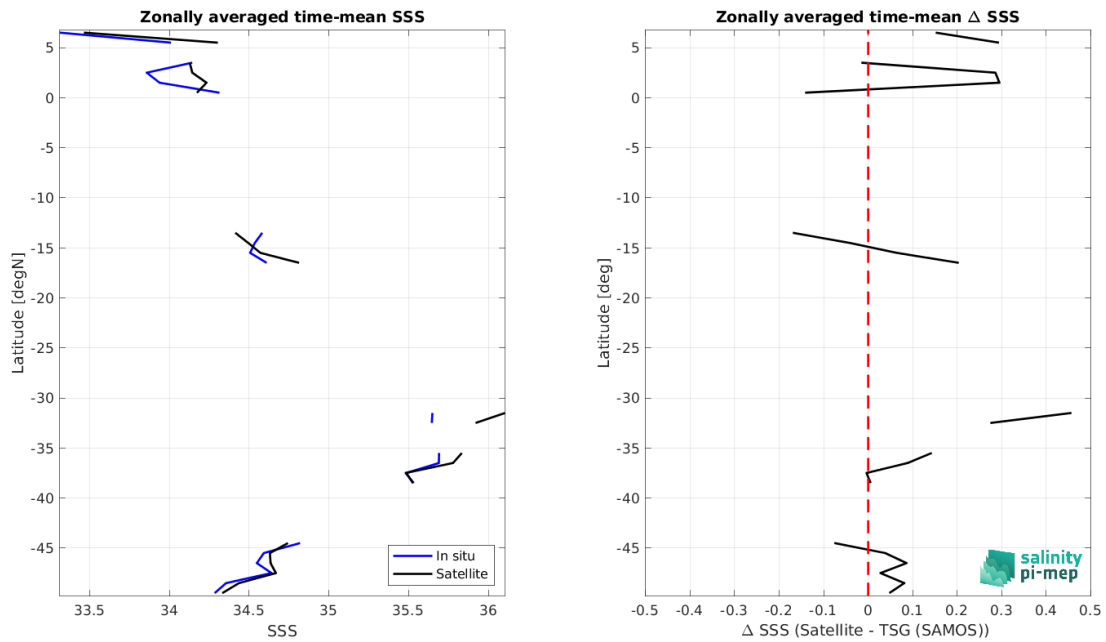 Zonally averaged time-mean SSS
5
0
-5
-10
-15
-20
-25
-30
-35
-40
-45
Latitude [degN]
33.5 34 34.5 35 35.5 36
SSS
In situ
Satellite
Zonally averaged time-mean Δ SSS
5
0
-5
-10
-15
-20
-25
-30
-35
-40
-45
Latitude [deg]
-0.5 -0.4 -0.3 -0.2 -0.1 0 0.1 0.2 0.3 0.4 0.5
Δ SSS (Satellite - TSG (SAMOS))
salinity
pi-mep